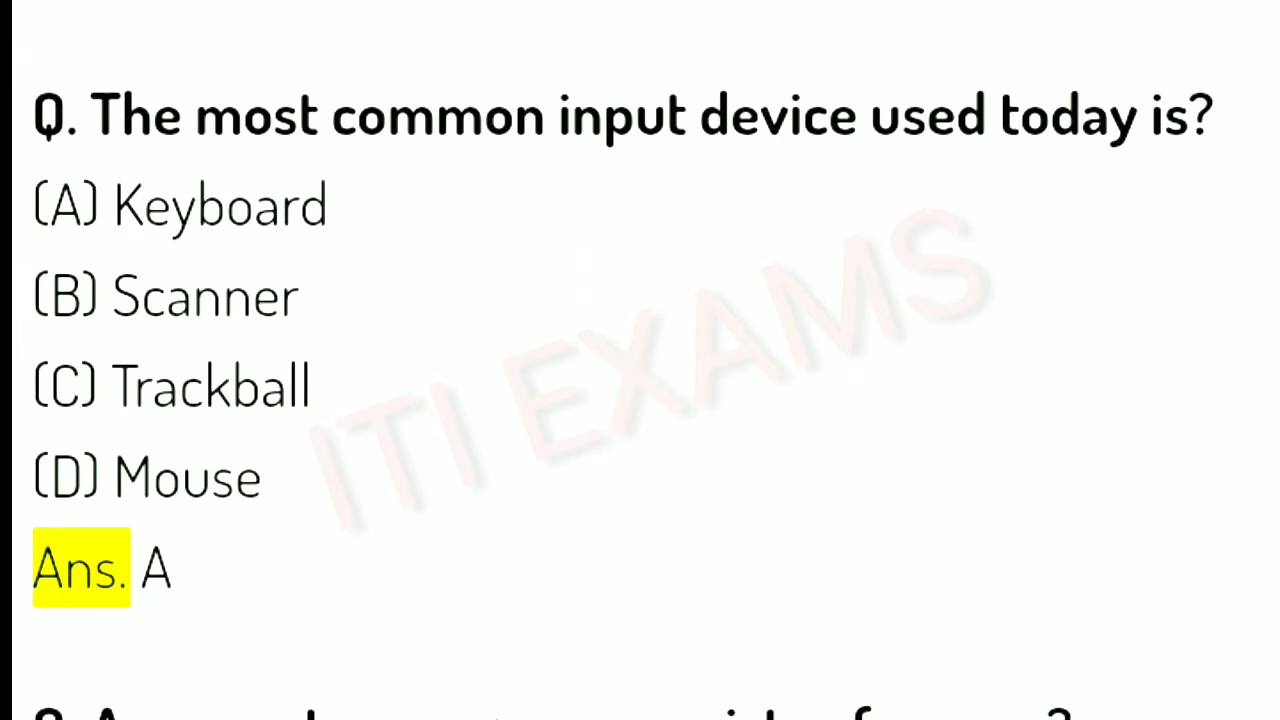 Q. The most common input device used today is?
(A) Keyboard
(B) Scanner
(C) Trackball
(D) Mouse
Ans. A
ITI EXAMS